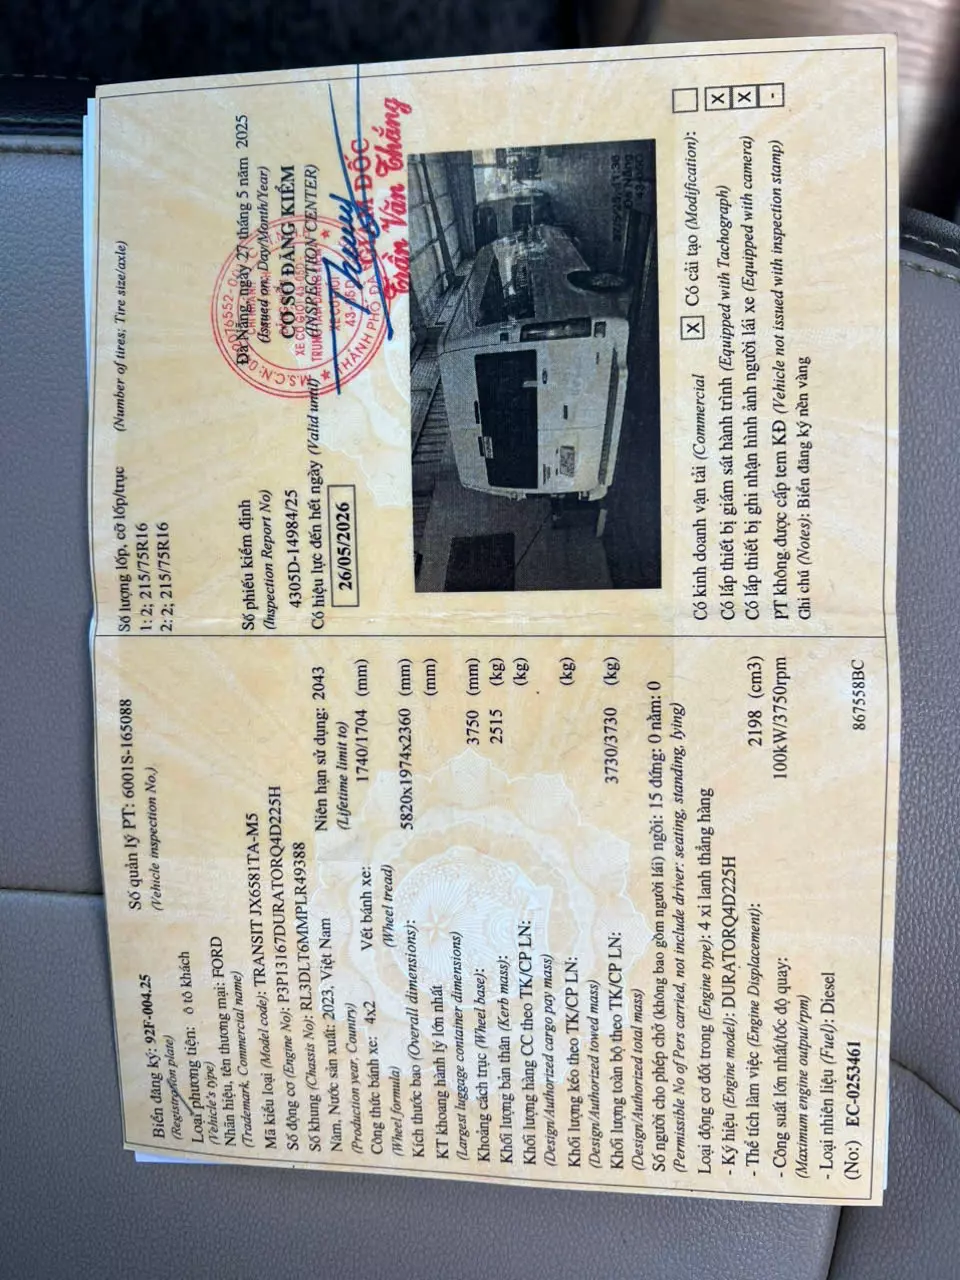 Biển đăng ký: 92F-004.25
(Registration plate)
Số quản lý PT: 6001S-165088
(Vehicle inspection No.)
Loại phương tiện: ô tô khách
(Vehicle's type)
Nhãn hiệu, tên thương mại: FORD
(Trademark, Commercial name)
Mã kiểu loại (Model code): TRANSIT JX6581TA-M5
Số động cơ (Engine No): P3P13167DURATORQ4D225H
Số khung (Chassis No): RL3DLT6MMPLR49388
Năm, Nước sản xuất: 2023, Việt Nam
(Production year, Country)
Niên hạn sử dụng: 2043
(Lifetime limit to)
Công thức bánh xe: 4x2
(Wheel formula)
Vết bánh xe: 1740/1704 (mm)
(Wheel tread)
Kích thước bao (Overall dimensions): 5820x1974x2360 (mm)
KT khoang hành lý lớn nhất (mm)
(Largest luggage container dimensions)
Khoảng cách trục (Wheel base): 3750 (mm)
Khối lượng bản thân (Kerb mass): 2515 (kg)
Khối lượng hàng CC theo TK/CP LN: (kg)
(Design/Authorized cargo pay mass)
Khối lượng kéo theo TK/CP LN: (kg)
(Design/Authorized towed mass)
Khối lượng toàn bộ theo TK/CP LN: 3730/3730 (kg)
(Design/Authorized total mass)
Số người cho phép chở (không bao gồm người lái) ngồi: 15 đứng: 0 nằm: 0
(Permissible No of Pers carried, not include driver: seating, standing, lying)
Loại động cơ đốt trong (Engine type): 4 xi lanh thẳng hàng
- Ký hiệu (Engine model): DURATORQ4D225H
- Thể tích làm việc (Engine Displacement): 2198 (cm3)
- Công suất lớn nhất/tốc độ quay: 100kW/3750rpm
(Maximum engine output/rpm)
- Loại nhiên liệu (Fuel): Diesel
(No:) EC-0253461
867558BC
Số lượng lốp, cỡ lốp/trục (Number of tires; Tire size/axle)
1: 2; 215/75R16
2: 2; 215/75R16
Số phiếu kiểm định
(Inspection Report No)
4305D-14984/25
Có hiệu lực đến hết ngày (Valid until)
26/05/2026
Đà Nẵng, ngày 27 tháng 5 năm 2025
(Issued on: Day/Month/Year)
CƠ SỞ ĐĂNG KIỂM
(INSPECTION CENTER)
Trần Văn Thắng
Có kinh doanh vận tải (Commercial X Có cải tạo (Modification):
Có lắp thiết bị giám sát hành trình (Equipped with Tachograph) X
Có lắp thiết bị ghi nhận hình ảnh người lái xe (Equipped with camera) X
PT không được cấp tem KĐ (Vehicle not issued with inspection stamp) -
Ghi chú (Notes): Biển đăng ký nền vàng